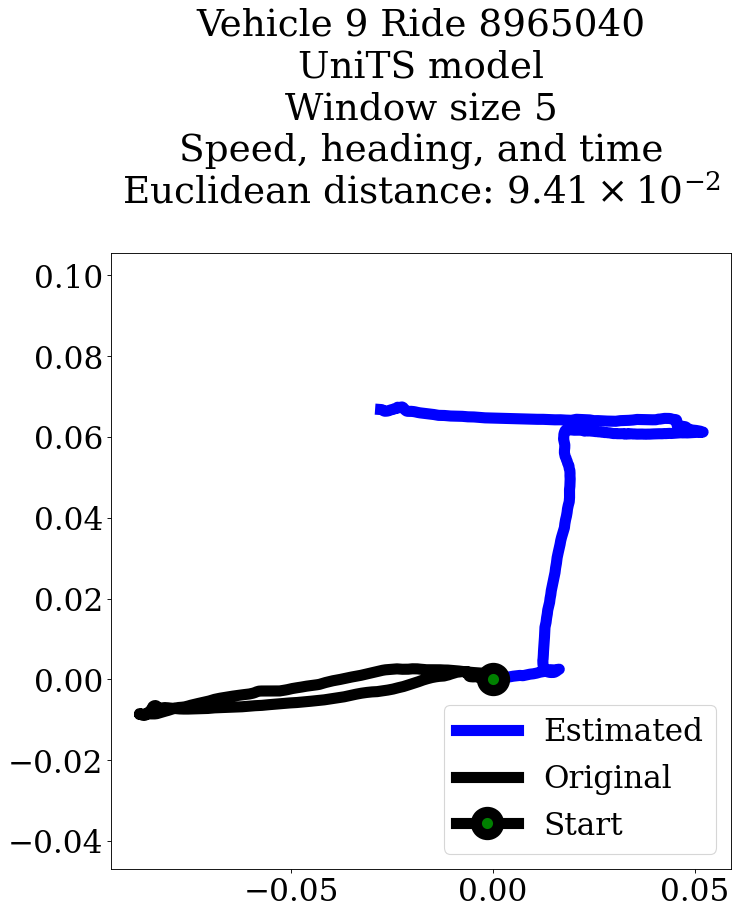 Vehicle 9 Ride 8965040
UniTS model
Window size 5
Speed, heading, and time
Euclidean distance: 9.41 × 10⁻²
0.10
0.08
0.06
0.04
0.02
0.00
−0.02
−0.04
−0.05
0.00
0.05
Estimated
Original
Start